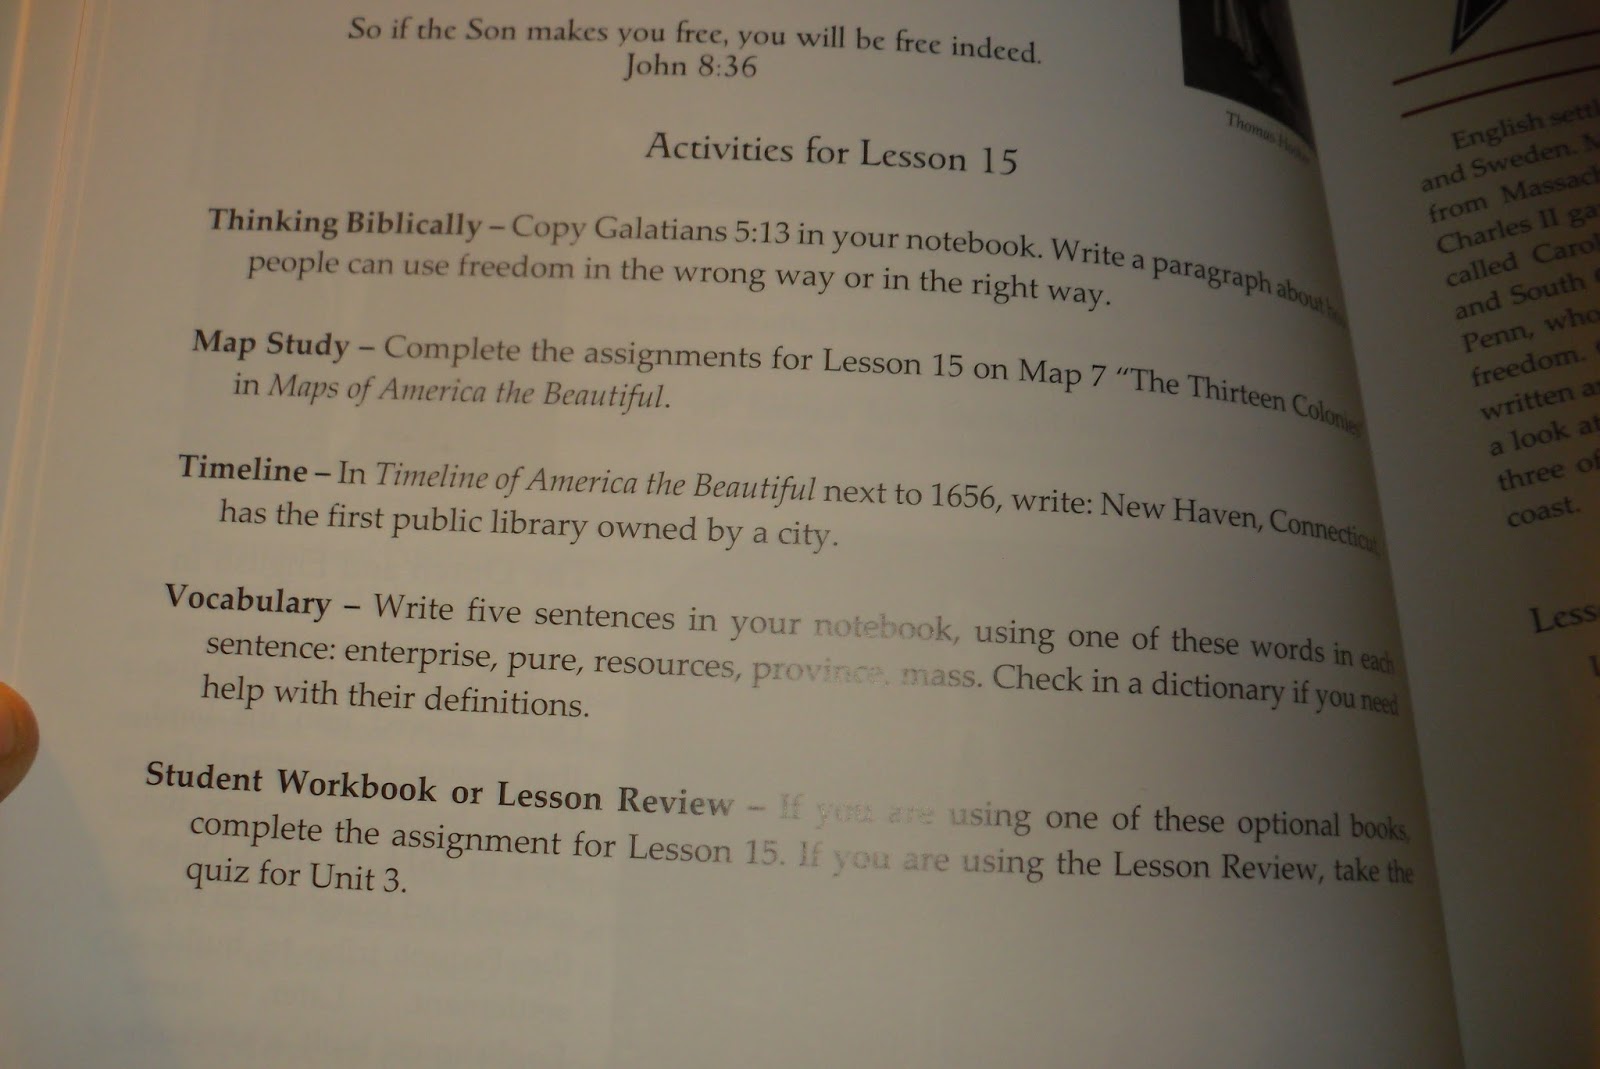 So if the Son makes you free, you will be free indeed.
John 8:36
Thomas
Activities for Lesson 15
Thinking Biblically – Copy Galatians 5:13 in your notebook. Write a paragraph about how
people can use freedom in the wrong way or in the right way.
Map Study – Complete the assignments for Lesson 15 on Map 7 “The Thirteen Colonies”
in Maps of America the Beautiful.
Timeline – In Timeline of America the Beautiful next to 1656, write: New Haven, Connecticut,
has the first public library owned by a city.
Vocabulary – Write five sentences in your notebook, using one of these words in each
sentence: enterprise, pure, resources, province, mass. Check in a dictionary if you need
help with their definitions.
Student Workbook or Lesson Review – If you are using one of these optional books,
complete the assignment for Lesson 15. If you are using the Lesson Review, take the
quiz for Unit 3.
English
and Sweden.
from
Charles II
called
and South
Penn, who
freedom.
written
a look at
three of
coast.